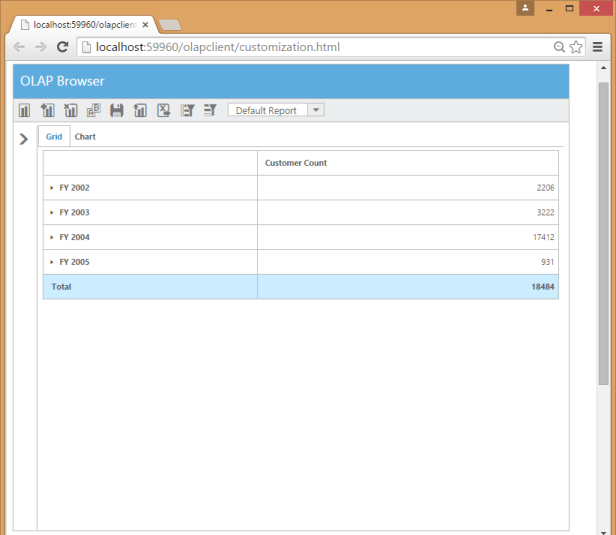 localhost:59960/olapclient
localhost:59960/olapclient/customization.html
OLAP Browser
Default Report
Grid Chart
Customer Count
FY 2002 2206
FY 2003 3222
FY 2004 17412
FY 2005 931
Total 18484